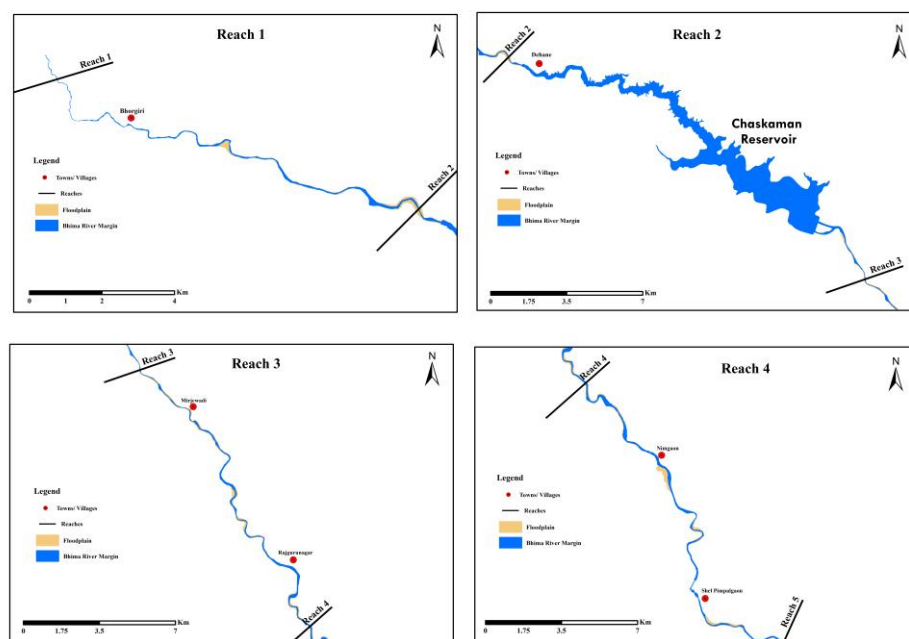 Reach 1
N
Reach 1
Bhorgiri
Legend
Towns/ Villages
Reaches
Floodplain
Bhima River Margin
Reach 2
Km
0 1 2 4
Reach 2
N
Reach 2
Dehane
Chaskaman
Reservoir
Legend
Towns/ Villages
Reaches
Floodplain
Bhima River Margin
Reach 3
Km
0 1.75 3.5 7
Reach 3
N
Reach 3
Mirjewadi
Legend
Towns/ Villages
Reaches
Floodplain
Bhima River Margin
Rajgurunagar
Reach 4
Km
0 1.75 3.5 7
Reach 4
N
Reach 4
Nimgaon
Legend
Towns/ Villages
Reaches
Floodplain
Bhima River Margin
Shel Pimpalgaon
Reach 5
Km
0 1.75 3.5 7